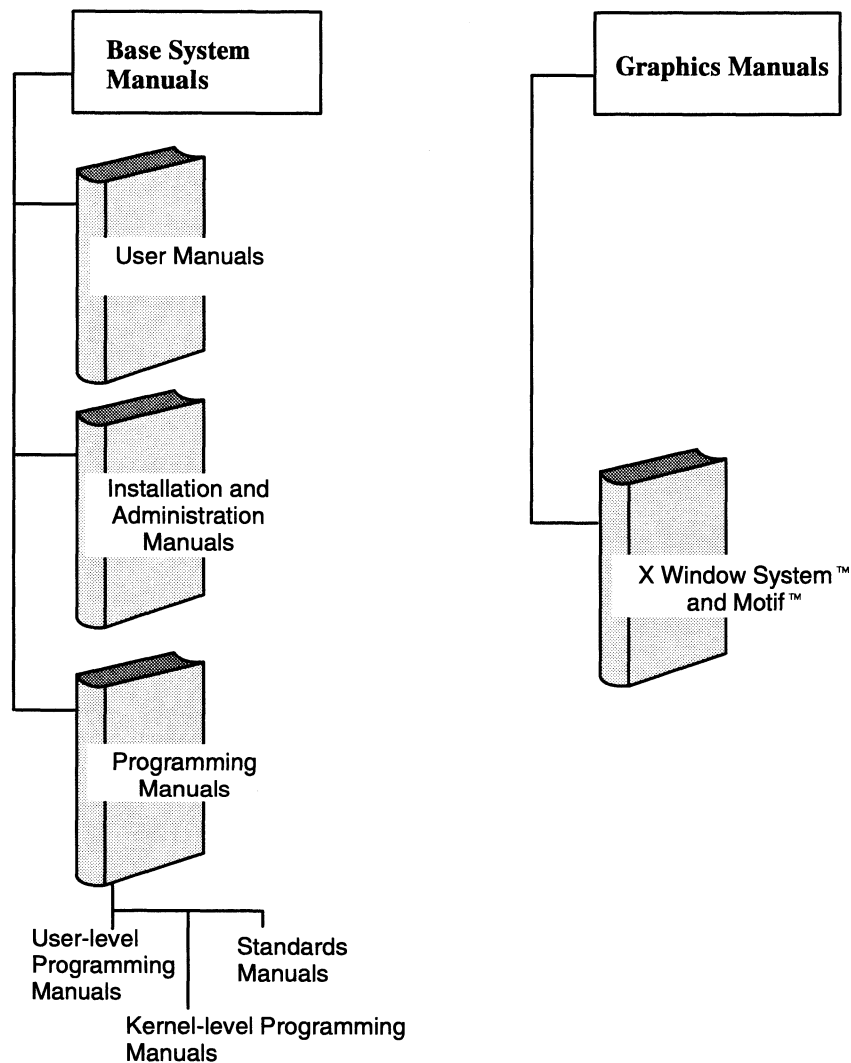 Base System
Manuals
User Manuals
Installation and
Administration
Manuals
Programming
Manuals
User-level
Programming
Manuals
Standards
Manuals
Kernel-level Programming
Manuals
Graphics Manuals
X Window System™
and Motif™